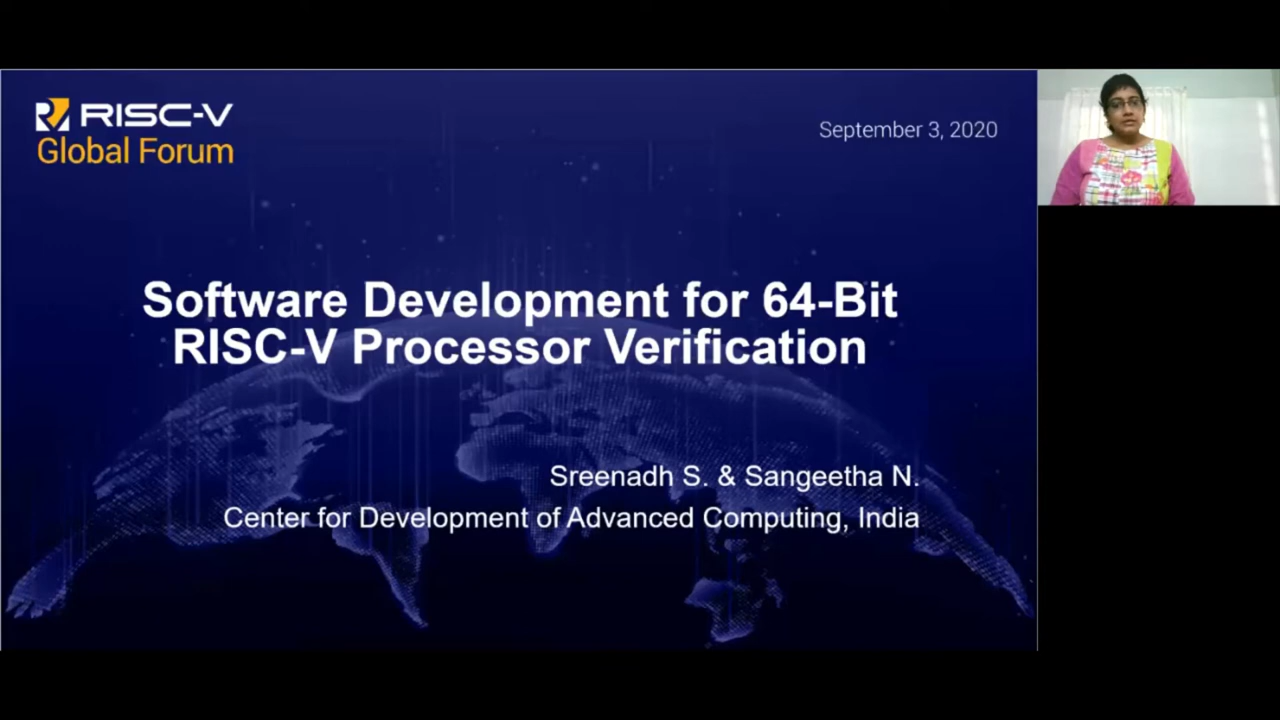 RISC-V
Global Forum
September 3, 2020
Software Development for 64-Bit
RISC-V Processor Verification
Sreenadh S. & Sangeetha N.
Center for Development of Advanced Computing, India